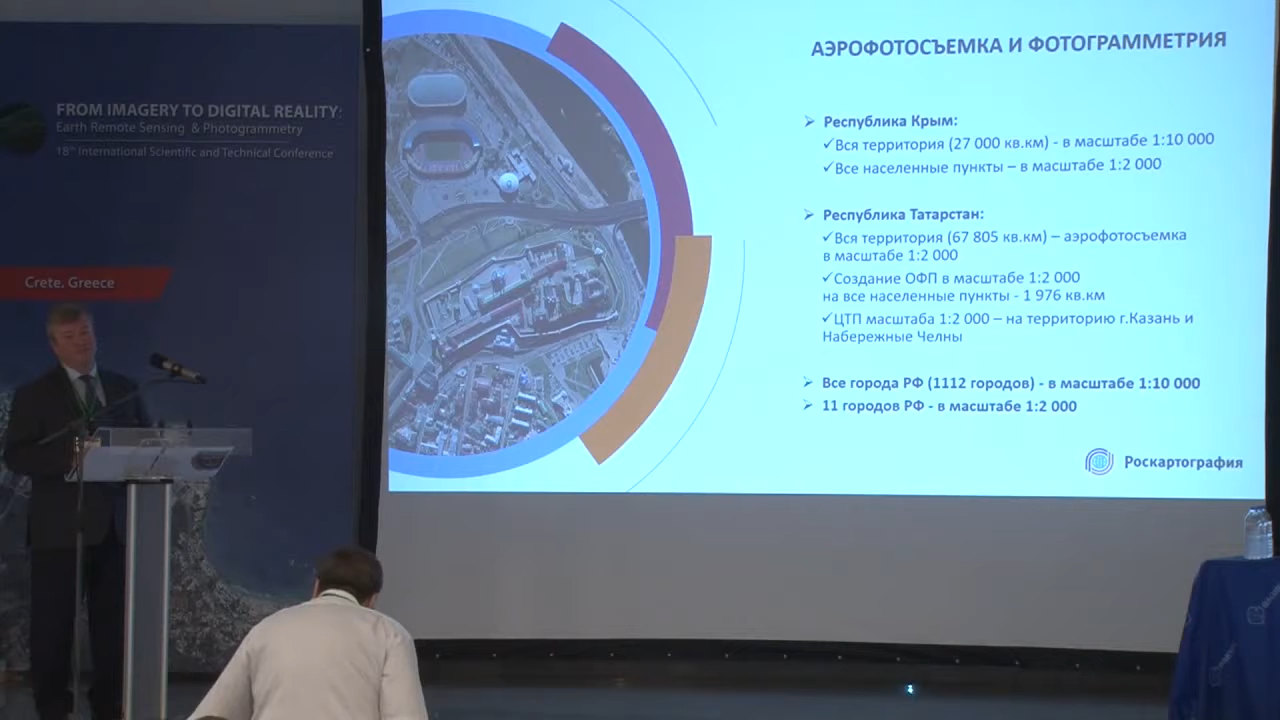 FROM IMAGERY TO DIGITAL REALITY:
Earth Remote Sensing & Photogrammetry
18th International Scientific and Technical Conference
Crete, Greece
АЭРОФОТОСЪЕМКА И ФОТОГРАММЕТРИЯ
➢ Республика Крым:
✓Вся территория (27 000 кв.км) - в масштабе 1:10 000
✓Все населенные пункты – в масштабе 1:2 000
➢ Республика Татарстан:
✓Вся территория (67 805 кв.км) – аэрофотосъемка
в масштабе 1:2 000
✓Создание ОФП в масштабе 1:2 000
на все населенные пункты - 1 976 кв.км
✓ЦТП масштаба 1:2 000 – на территорию г.Казань и
Набережные Челны
➢ Все города РФ (1112 городов) - в масштабе 1:10 000
➢ 11 городов РФ - в масштабе 1:2 000
Роскартография